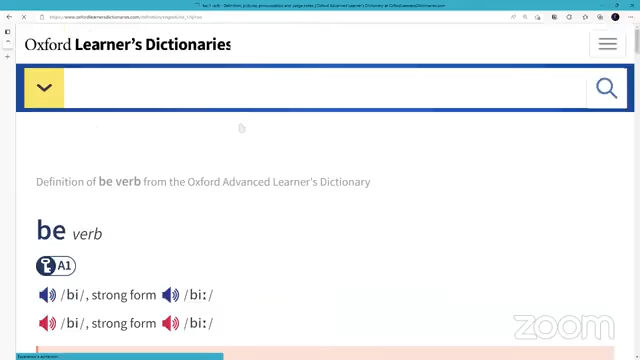 Oxford Learner's Dictionaries
Definition of be verb from the Oxford Advanced Learner's Dictionary
be verb
A1
/bi/, strong form /biː/
/bi/, strong form /biː/
zoom